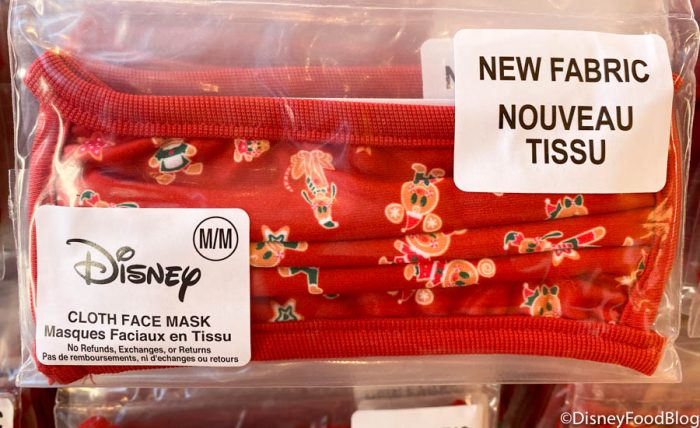 NEW FABRIC
NOUVEAU
TISSU
M/M
Disney
CLOTH FACE MASK
Masques Faciaux en Tissu
No Refunds, Exchanges, or Returns
Pas de remboursements, ni d'echanges ou retours
©DisneyFoodBlog